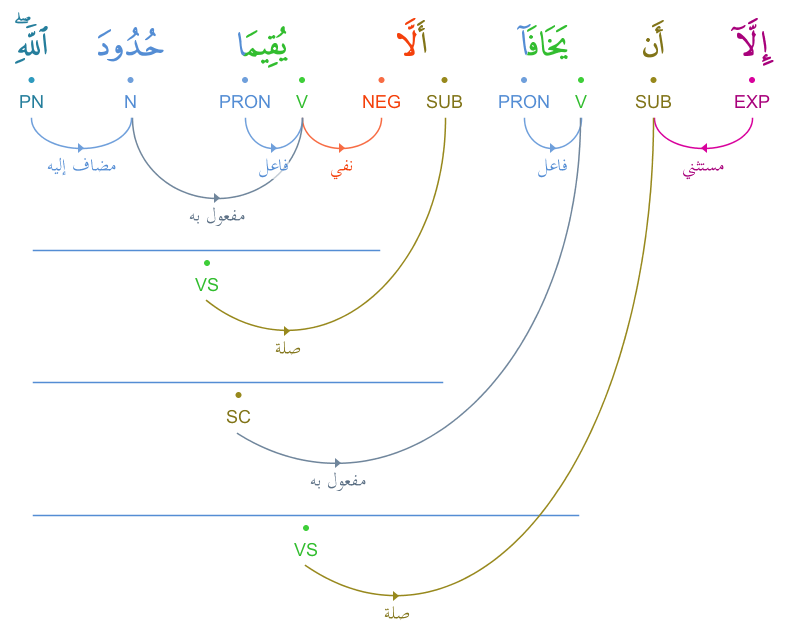 إِلَّآ أَن يَخَافَآ أَلَّا يُقِيمَا حُدُودَ ٱللَّهِ ۖ
EXP SUB V PRON SUB NEG V PRON N PN
مستثني فاعل نفي فاعل مضاف إليه
مفعول به
VS
صلة
SC
مفعول به
VS
صلة